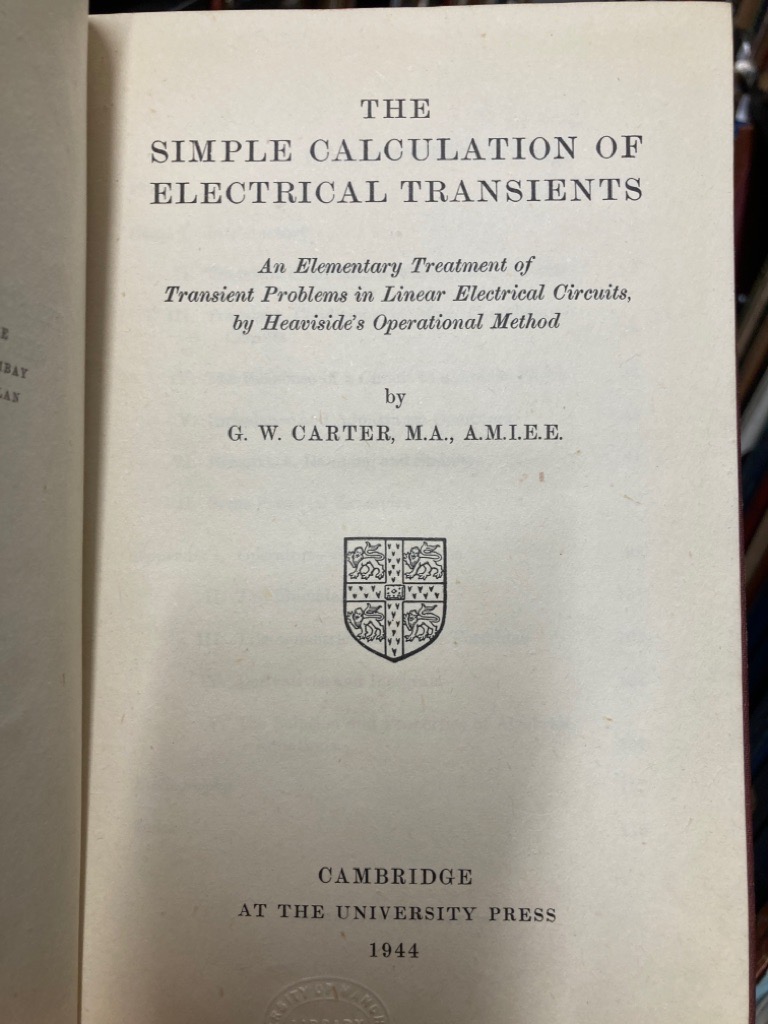 THE
SIMPLE CALCULATION OF
ELECTRICAL TRANSIENTS
An Elementary Treatment of
Transient Problems in Linear Electrical Circuits,
by Heaviside's Operational Method
by
G. W. CARTER, M.A., A.M.I.E.E.
CAMBRIDGE
AT THE UNIVERSITY PRESS
1944